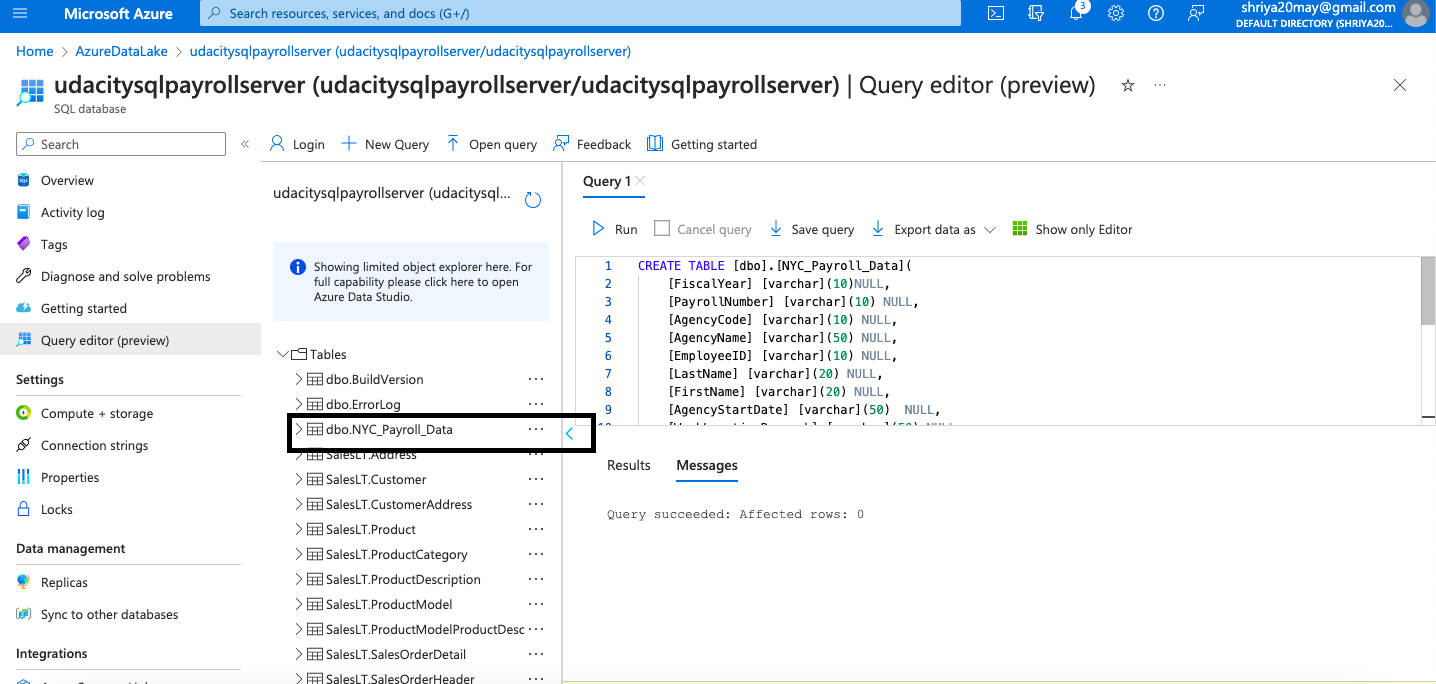 Microsoft Azure
Search resources, services, and docs (G+/)
3
shriya20may@gmail.com
DEFAULT DIRECTORY (SHRIYA20...
Home > AzureDataLake > udacitysqlpayrollserver (udacitysqlpayrollserver/udacitysqlpayrollserver)
udacitysqlpayrollserver (udacitysqlpayrollserver/udacitysqlpayrollserver) | Query editor (preview)
SQL database
Search
Overview
Activity log
Tags
Diagnose and solve problems
Getting started
Query editor (preview)
Settings
Compute + storage
Connection strings
Properties
Locks
Data management
Replicas
Sync to other databases
Integrations
Login
New Query
Open query
Feedback
Getting started
udacitysqlpayrollserver (udacitysql...
Showing limited object explorer here. For
full capability please click here to open
Azure Data Studio.
Tables
dbo.BuildVersion
dbo.ErrorLog
dbo.NYC_Payroll_Data
SalesLT.Address
SalesLT.Customer
SalesLT.CustomerAddress
SalesLT.Product
SalesLT.ProductCategory
SalesLT.ProductDescription
SalesLT.ProductModel
SalesLT.ProductModelProductDesc
SalesLT.SalesOrderDetail
SalesLT.SalesOrderHeader
Query 1
Run
Cancel query
Save query
Export data as
Show only Editor
1 CREATE TABLE [dbo].[NYC_Payroll_Data](
2 [FiscalYear] [varchar](10)NULL,
3 [PayrollNumber] [varchar](10) NULL,
4 [AgencyCode] [varchar](10) NULL,
5 [AgencyName] [varchar](50) NULL,
6 [EmployeeID] [varchar](10) NULL,
7 [LastName] [varchar](20) NULL,
8 [FirstName] [varchar](20) NULL,
9 [AgencyStartDate] [varchar](50) NULL,
Results
Messages
Query succeeded: Affected rows: 0